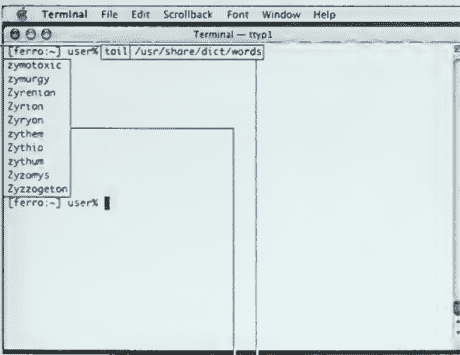 Terminal File Edit Scrollback Font Window Help
Terminal — ttyp1
[ferro:~] user% tail /usr/share/dict/words
zymotoxic
zymurgy
Zyrenian
Zyrian
Zyryan
zythem
Zythia
zythum
Zyzomys
Zyzzogeton
[ferro:~] user%